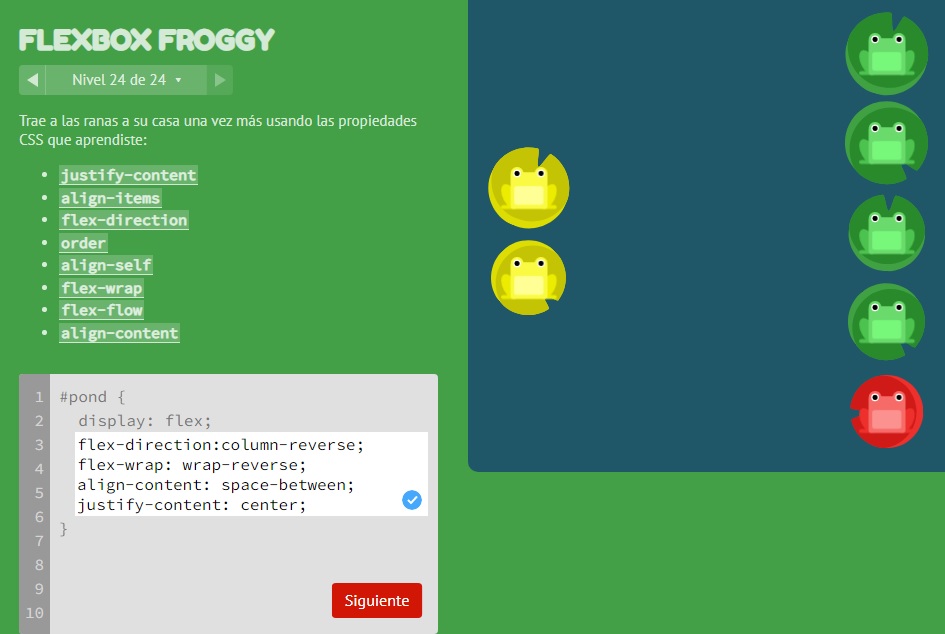 FLEXBOX FROGGY
Nivel 24 de 24
Trae a las ranas a su casa una vez más usando las propiedades
CSS que aprendiste:
justify-content
align-items
flex-direction
order
align-self
flex-wrap
flex-flow
align-content
1 #pond {
2 display: flex;
3 flex-direction:column-reverse;
4 flex-wrap: wrap-reverse;
5 align-content: space-between;
6 justify-content: center;
7 }
8
9
10
Siguiente